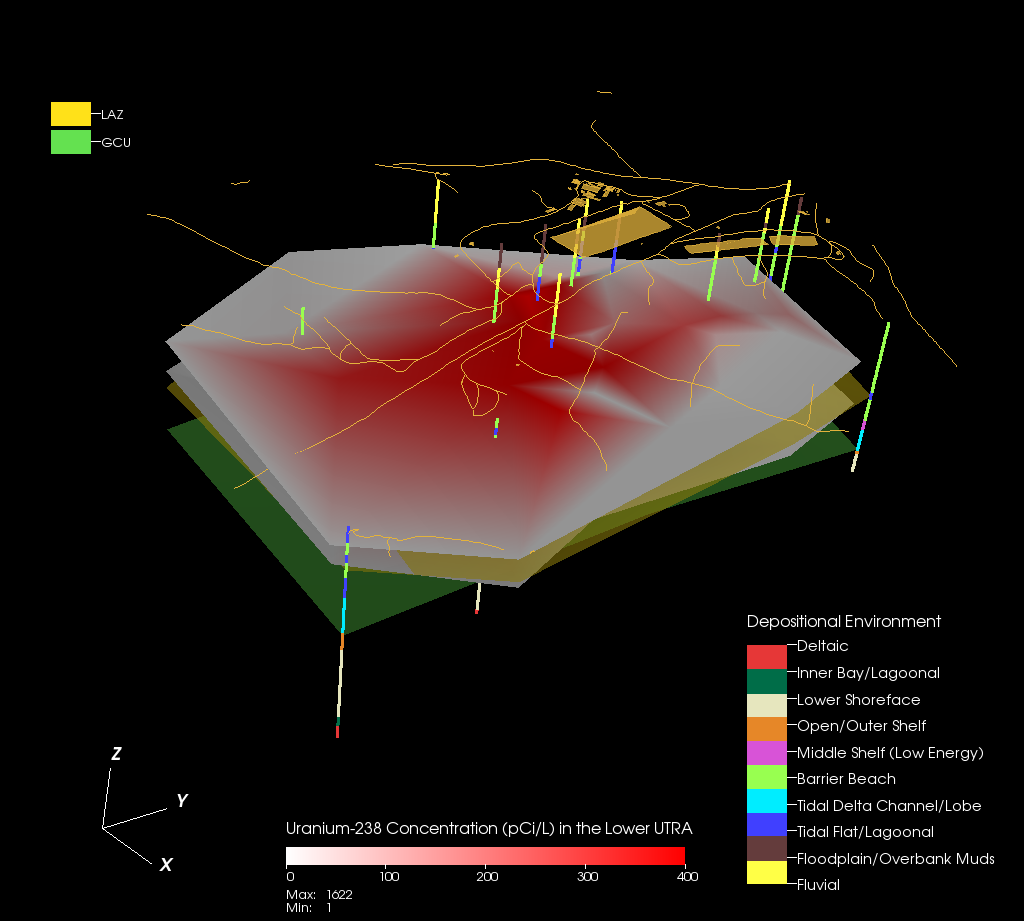 LAZ
GCU
Depositional Environment
Deltaic
Inner Bay/Lagoonal
Lower Shoreface
Open/Outer Shelf
Middle Shelf (Low Energy)
Barrier Beach
Tidal Delta Channel/Lobe
Tidal Flat/Lagoonal
Floodplain/Overbank Muds
Fluvial
Z
Y
X
Uranium-238 Concentration (pCi/L) in the Lower UTRA
0 100 200 300 400
Max: 1622
Min: 1